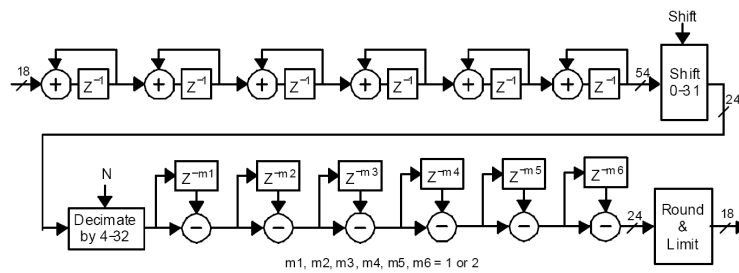 Shift
18
+ Z⁻¹ + Z⁻¹ + Z⁻¹ + Z⁻¹ + Z⁻¹ + Z⁻¹
54
Shift
0–31
24
N
Decimate
by 4–32
Z⁻ᵐ¹ Z⁻ᵐ² Z⁻ᵐ³ Z⁻ᵐ⁴ Z⁻ᵐ⁵ Z⁻ᵐ⁶
− − − − − −
24
Round
&
Limit
18
m1, m2, m3, m4, m5, m6 = 1 or 2